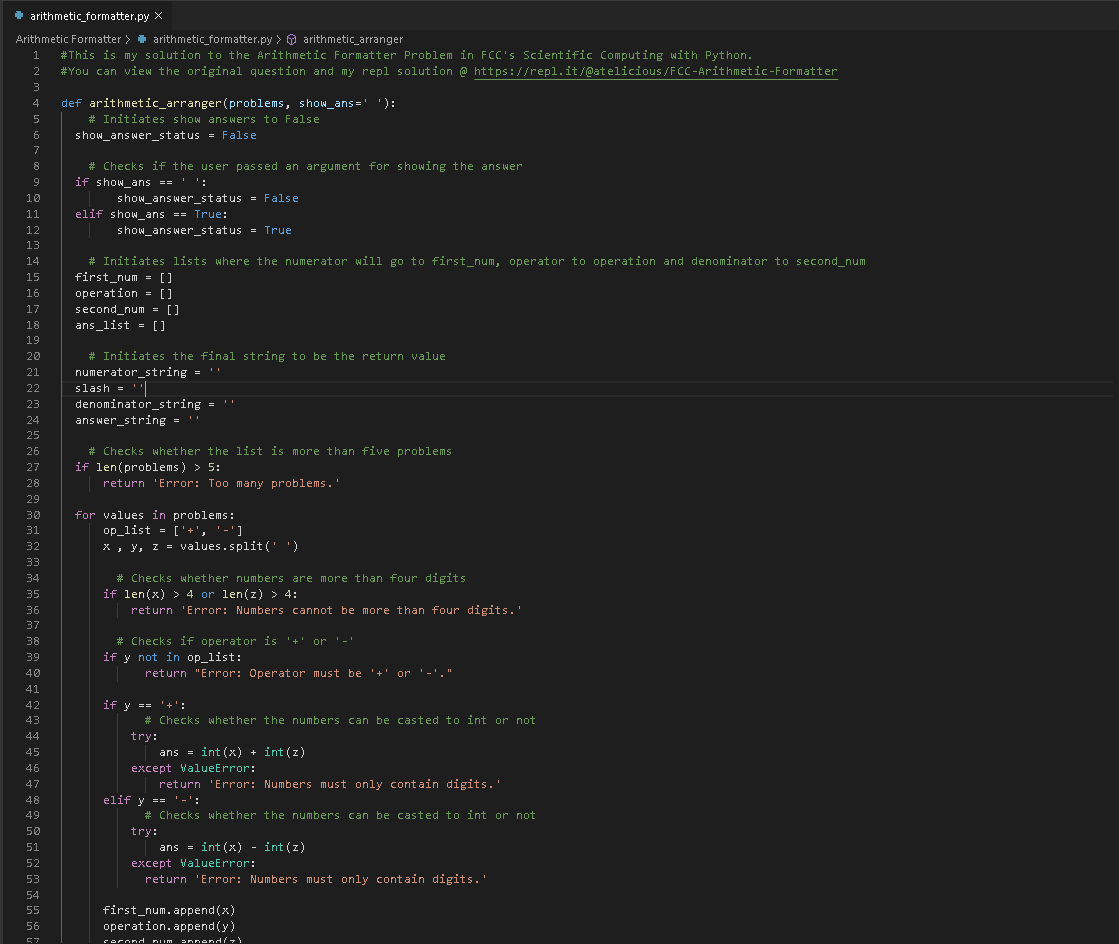 arithmetic_formatter.py ×
Arithmetic Formatter > arithmetic_formatter.py > arithmetic_arranger
1 #This is my solution to the Arithmetic Formatter Problem in FCC's Scientific Computing with Python.
2 #You can view the original question and my repl solution @ https://repl.it/@atelicious/FCC-Arithmetic-Formatter
3
4 def arithmetic_arranger(problems, show_ans=' '):
5 # Initiates show answers to False
6 show_answer_status = False
7
8 # Checks if the user passed an argument for showing the answer
9 if show_ans == ' ':
10 show_answer_status = False
11 elif show_ans == True:
12 show_answer_status = True
13
14 # Initiates lists where the numerator will go to first_num, operator to operation and denominator to second_num
15 first_num = []
16 operation = []
17 second_num = []
18 ans_list = []
19
20 # Initiates the final string to be the return value
21 numerator_string = ''
22 slash = ''
23 denominator_string = ''
24 answer_string = ''
25
26 # Checks whether the list is more than five problems
27 if len(problems) > 5:
28 return 'Error: Too many problems.'
29
30 for values in problems:
31 op_list = ['+', '-']
32 x , y, z = values.split(' ')
33
34 # Checks whether numbers are more than four digits
35 if len(x) > 4 or len(z) > 4:
36 return 'Error: Numbers cannot be more than four digits.'
37
38 # Checks if operator is '+' or '-'
39 if y not in op_list:
40 return "Error: Operator must be '+' or '-'."
41
42 if y == '+':
43 # Checks whether the numbers can be casted to int or not
44 try:
45 ans = int(x) + int(z)
46 except ValueError:
47 return 'Error: Numbers must only contain digits.'
48 elif y == '-':
49 # Checks whether the numbers can be casted to int or not
50 try:
51 ans = int(x) - int(z)
52 except ValueError:
53 return 'Error: Numbers must only contain digits.'
54
55 first_num.append(x)
56 operation.append(y)
57 second_num.append(z)